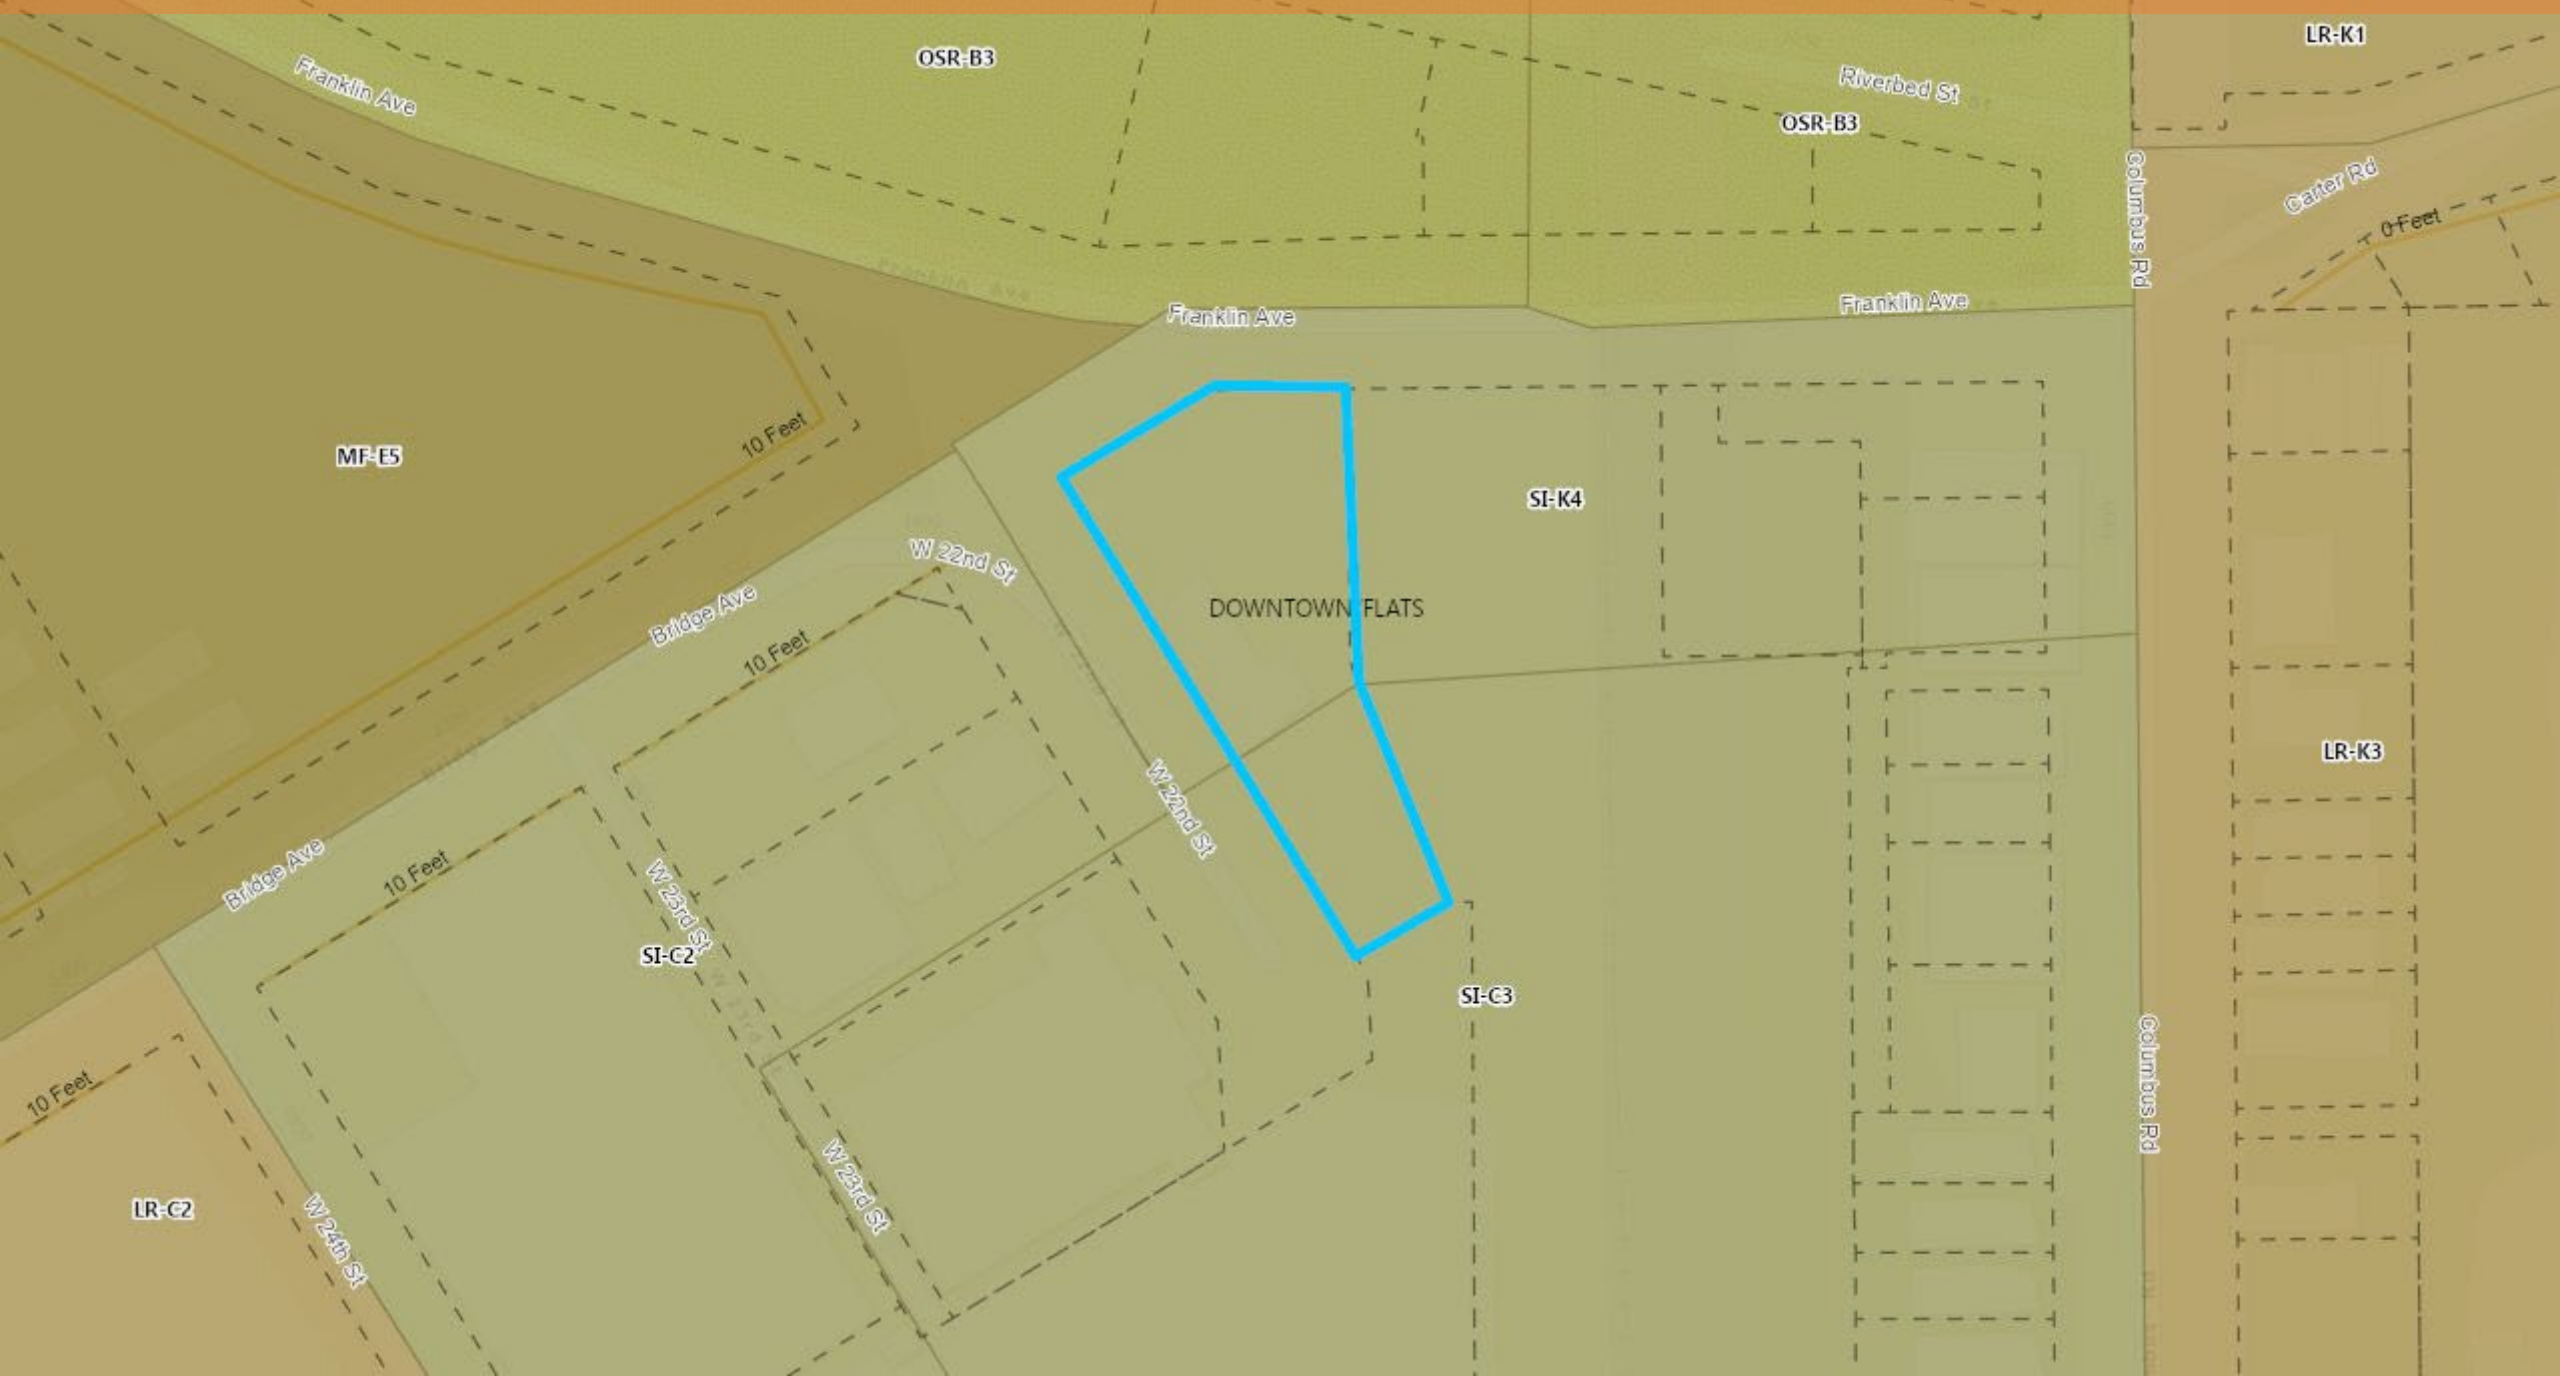 LR-K1
OSR-B3
Riverbed St
Franklin Ave
OSR-B3
Columbus Rd
Carter Rd
0 Feet
Franklin Ave
Franklin Ave
Franklin Ave
10 Feet
MF-E5
SI-K4
W 22nd St
DOWNTOWN/FLATS
Bridge Ave
10 Feet
LR-K3
W 22nd St
10 Feet
Bridge Ave
W 23rd St
SI-C2
SI-C3
10 Feet
Columbus Rd
W 23rd St
LR-C2
W 24th St